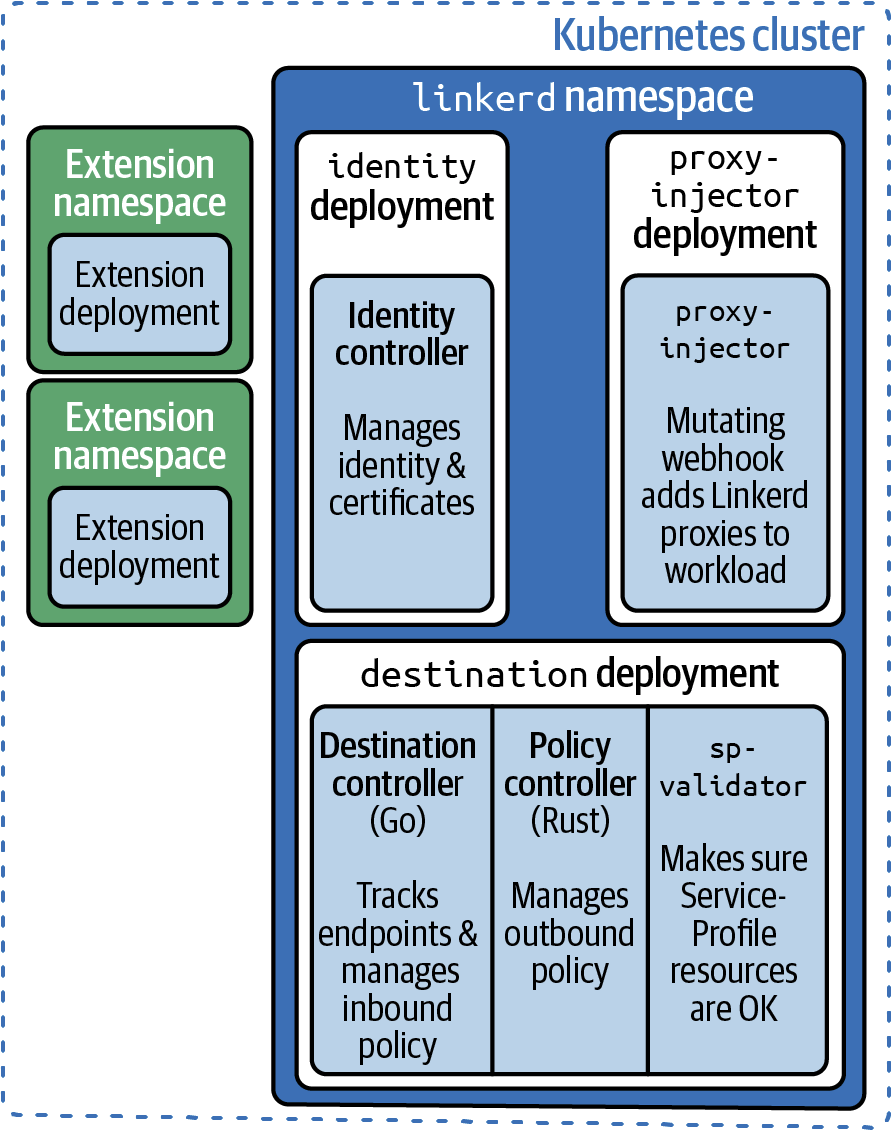 Kubernetes cluster
linkerd namespace
Extension
namespace
Extension
deployment
Extension
namespace
Extension
deployment
identity
deployment
Identity
controller
Manages
identity &
certificates
proxy-
injector
deployment
proxy-
injector
Mutating
webhook
adds Linkerd
proxies to
workload
destination deployment
Destination
controller
(Go)
Tracks
endpoints &
manages
inbound
policy
Policy
controller
(Rust)
Manages
outbound
policy
sp-
validator
Makes sure
Service-
Profile
resources
are OK